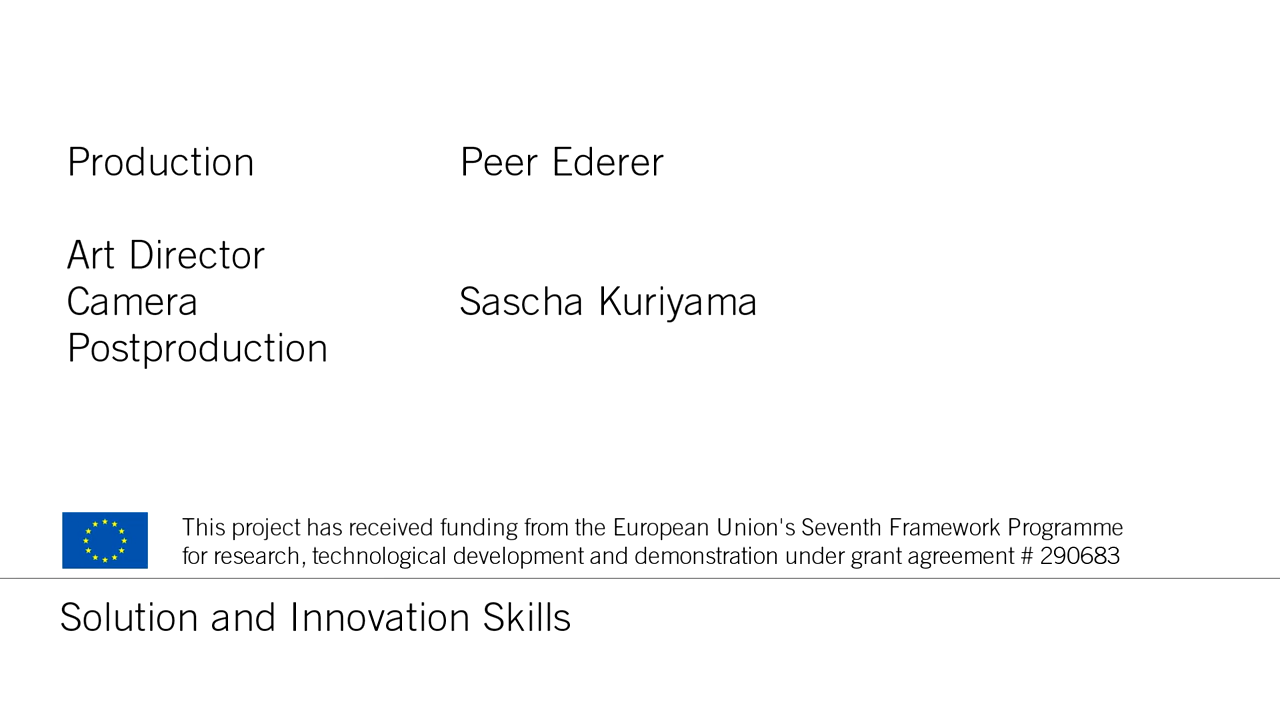 Production Peer Ederer
Art Director
Camera Sascha Kuriyama
Postproduction
This project has received funding from the European Union's Seventh Framework Programme
for research, technological development and demonstration under grant agreement # 290683
Solution and Innovation Skills